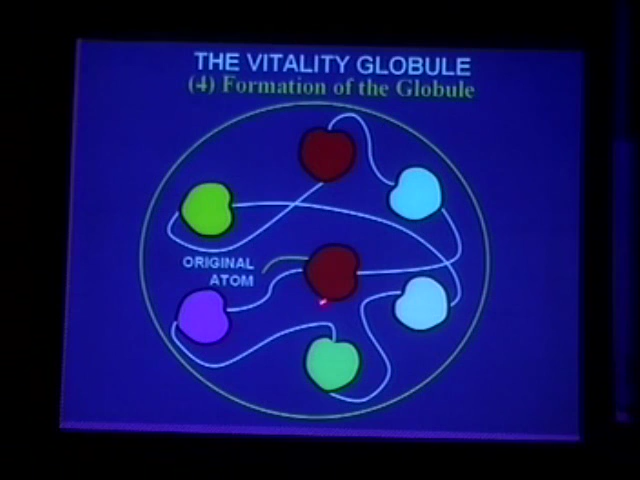 THE VITALITY GLOBULE
(4) Formation of the Globule
ORIGINAL
ATOM